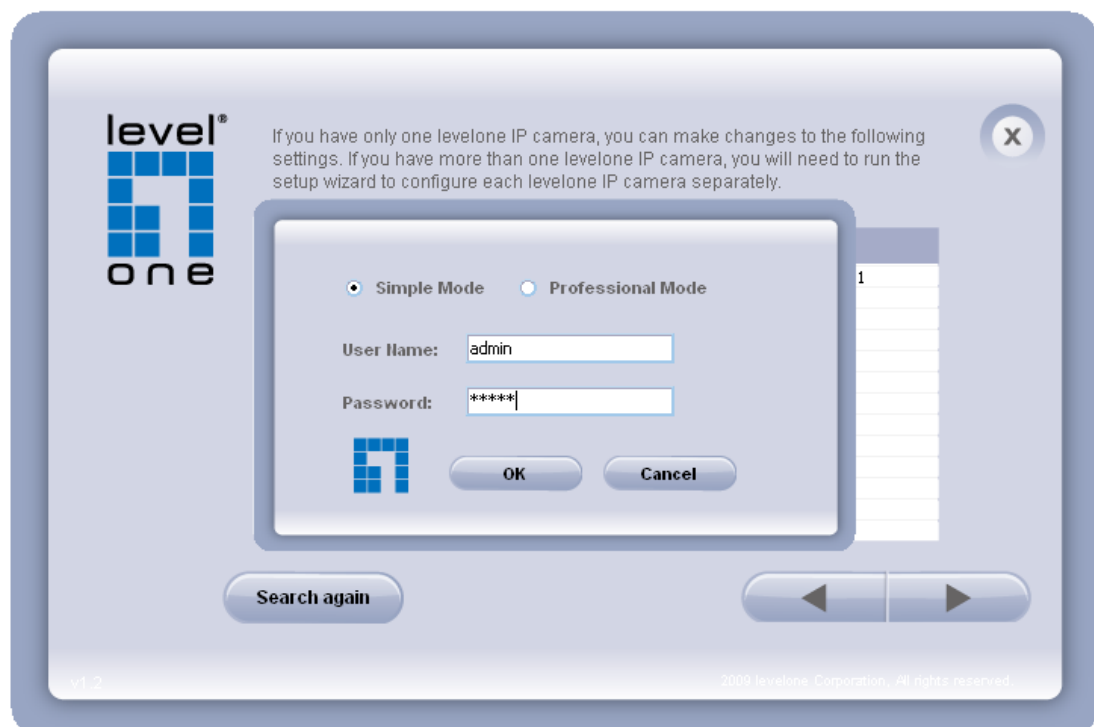 level®
one
If you have only one levelone IP camera, you can make changes to the following
settings. If you have more than one levelone IP camera, you will need to run the
setup wizard to configure each levelone IP camera separately.
X
1
Simple Mode Professional Mode
User Name: admin
Password: *****
OK Cancel
Search again
v1.2 2009 levelone Corporation, All rights reserved.